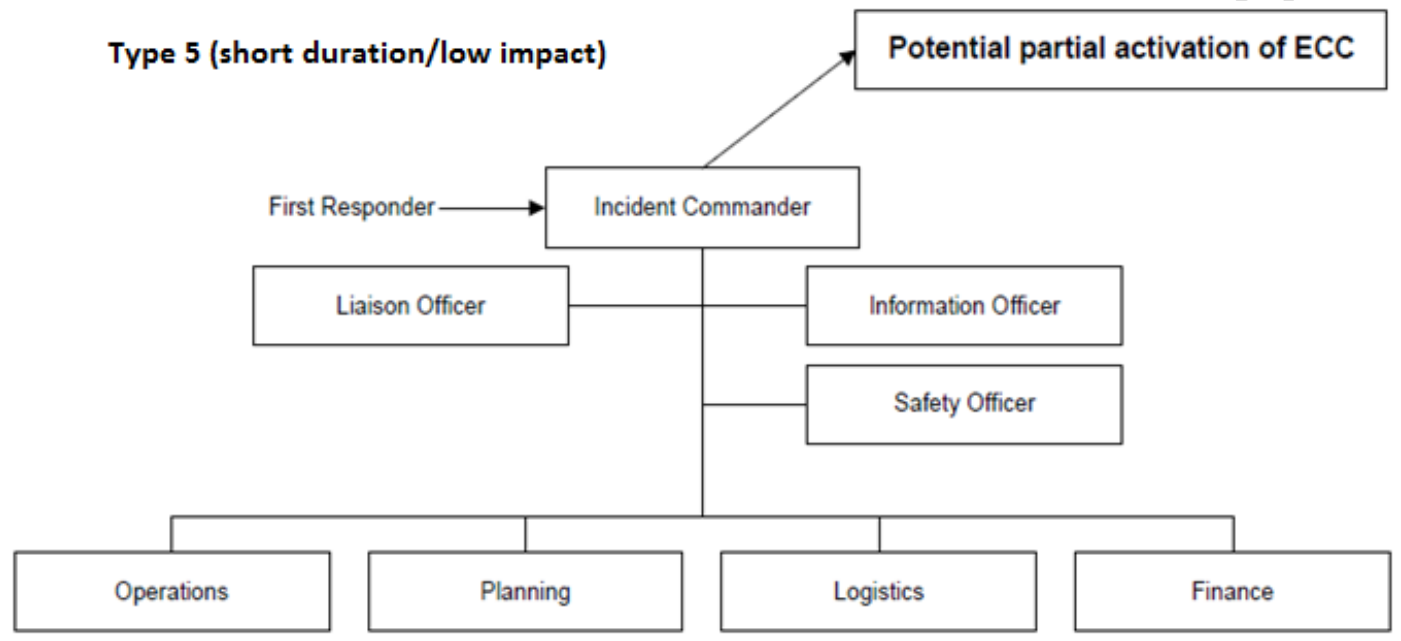 Type 5 (short duration/low impact)
Potential partial activation of ECC
First Responder
Incident Commander
Liaison Officer
Information Officer
Safety Officer
Operations
Planning
Logistics
Finance